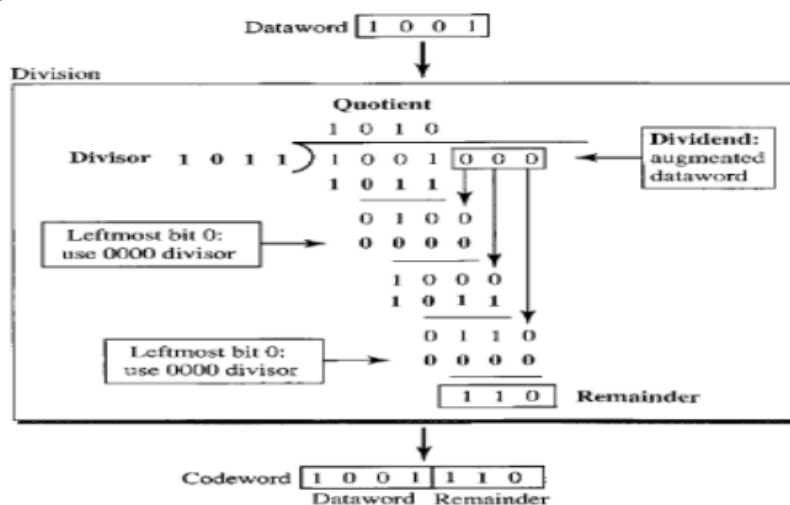 Dataword 1 0 0 1
Division
Quotient
1 0 1 0
Divisor 1 0 1 1 1 0 0 1 0 0 0
Dividend:
augmented
dataword
1 0 1 1
0 1 0 0
Leftmost bit 0:
use 0000 divisor
0 0 0 0
1 0 0 0
1 0 1 1
0 1 1 0
Leftmost bit 0:
use 0000 divisor
0 0 0 0
1 1 0 Remainder
Codeword 1 0 0 1 1 1 0
Dataword Remainder